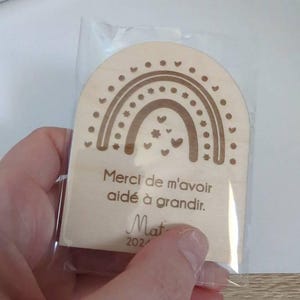 Merci de m'avoir
aidé à grandir.